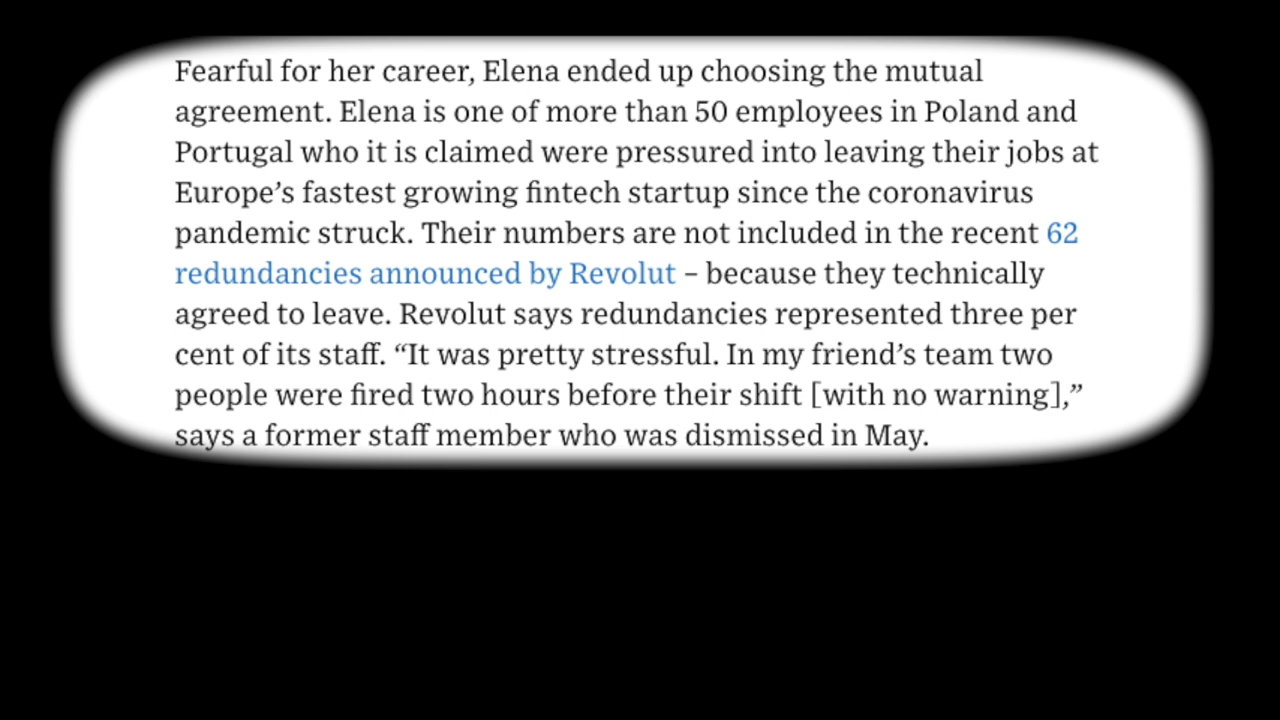 Fearful for her career, Elena ended up choosing the mutual
agreement. Elena is one of more than 50 employees in Poland and
Portugal who it is claimed were pressured into leaving their jobs at
Europe’s fastest growing fintech startup since the coronavirus
pandemic struck. Their numbers are not included in the recent 62
redundancies announced by Revolut – because they technically
agreed to leave. Revolut says redundancies represented three per
cent of its staff. “It was pretty stressful. In my friend’s team two
people were fired two hours before their shift [with no warning],”
says a former staff member who was dismissed in May.